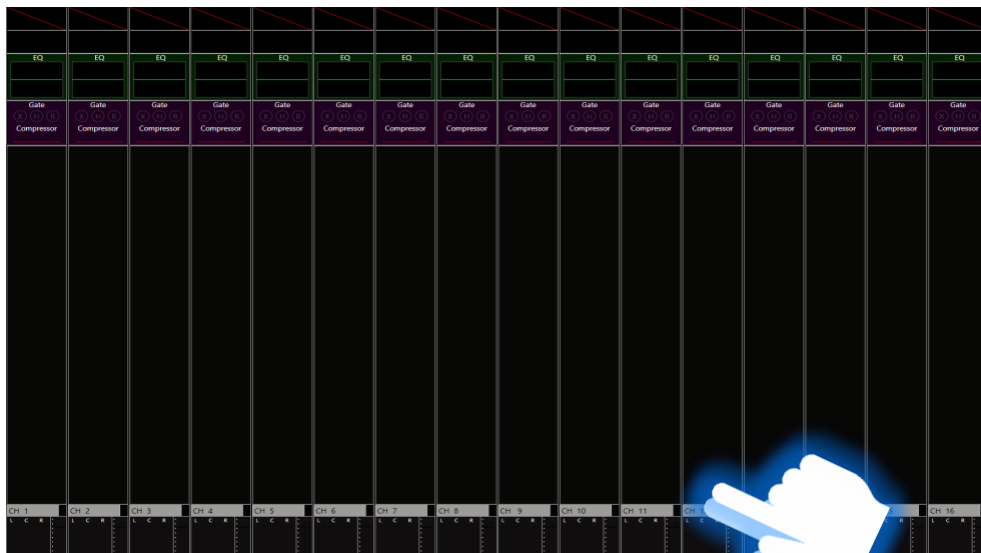 EQ EQ EQ EQ EQ EQ EQ EQ EQ EQ EQ EQ EQ EQ EQ EQ
Gate Gate Gate Gate Gate Gate Gate Gate Gate Gate Gate Gate Gate Gate Gate Gate
X H R X H R X H R X H R X H R X H R X H R X H R X H R X H R X H R X H R X H R X H R X H R X H R
Compressor Compressor Compressor Compressor Compressor Compressor Compressor Compressor Compressor Compressor Compressor Compressor Compressor Compressor Compressor Compressor
CH 1 CH 2 CH 3 CH 4 CH 5 CH 6 CH 7 CH 8 CH 9 CH 10 CH 11 CH CH 16
L C R L C R L C R L C R L C R L C R L C R L C R L C R L C R L C R L C R L C R